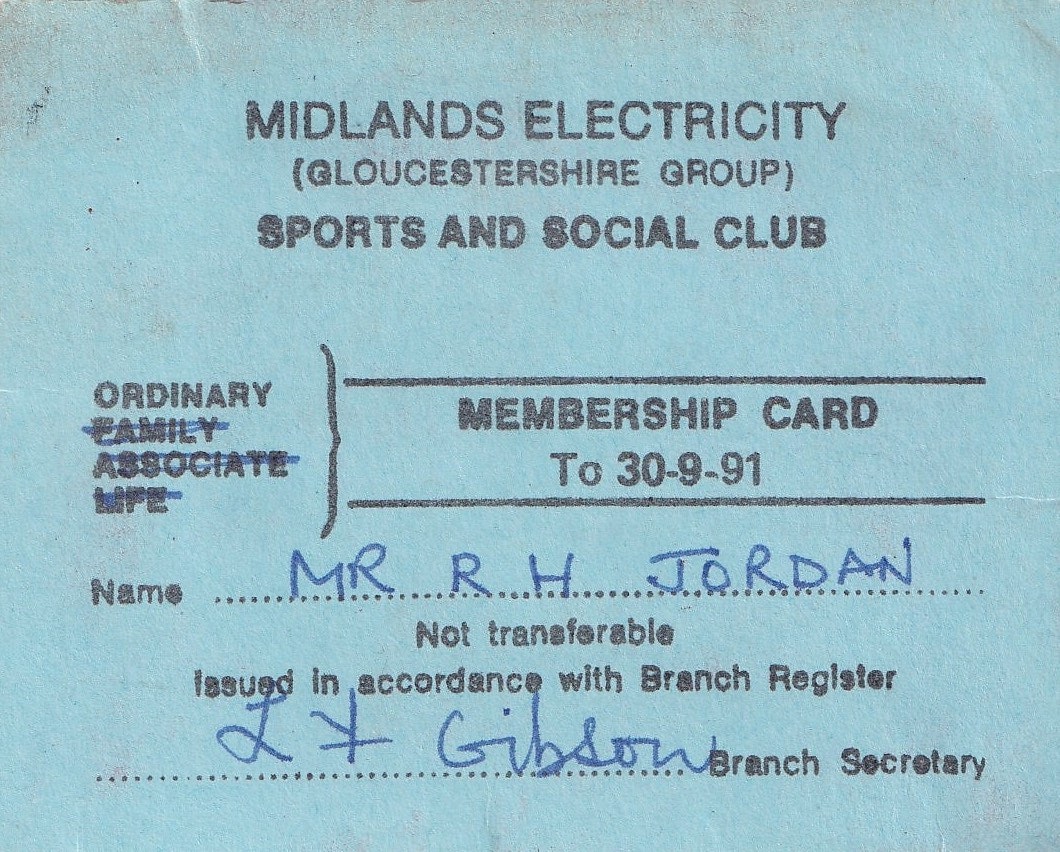 MIDLANDS ELECTRICITY
(GLOUCESTERSHIRE GROUP)
SPORTS AND SOCIAL CLUB
ORDINARY
FAMILY
ASSOCIATE
LIFE
MEMBERSHIP CARD
To 30-9-91
Name MR R H JORDAN
Not transferable
Issued in accordance with Branch Register
L F Gibson Branch Secretary